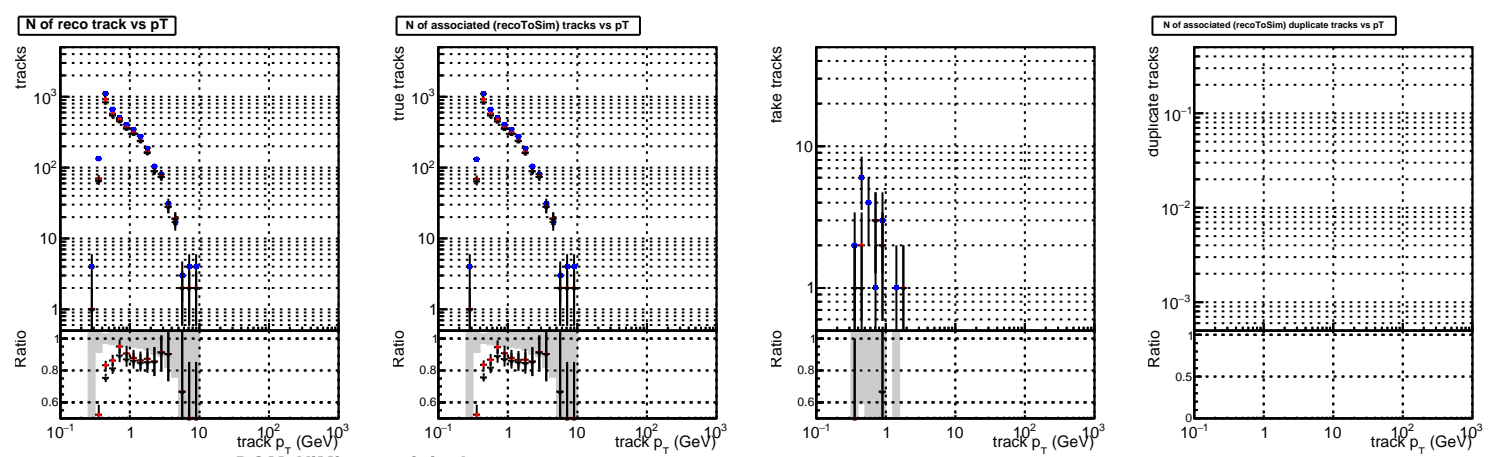 N of reco track vs pT
N of associated (recoToSim) tracks vs pT
N of associated (recoToSim) duplicate tracks vs pT
tracks
10³
10²
10
1
Ratio
1
0.8
0.6
10⁻¹ 1 10 10² 10³
track p_T (GeV)
true tracks
10³
10²
10
1
Ratio
1
0.8
0.6
10⁻¹ 1 10 10² 10³
track p_T (GeV)
fake tracks
10
1
Ratio
1
0.8
0.6
10⁻¹ 1 10 10² 10³
track p_T (GeV)
duplicate tracks
10⁻¹
10⁻²
10⁻³
Ratio
1
0.5
0
10⁻¹ 1 10 10² 10³
track p_T (GeV)